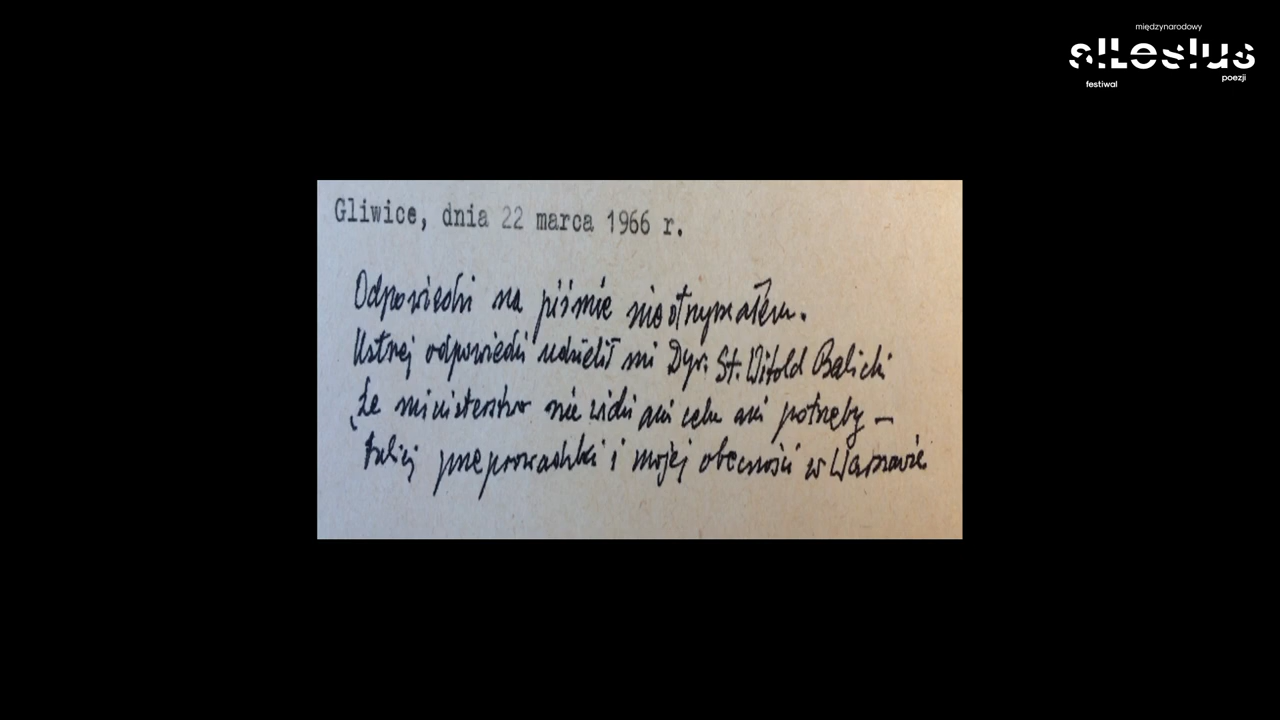 międzynarodowy
silesius
poezji
festiwal
Gliwice, dnia 22 marca 1966 r.
Odpowiedzi na piśmie nie otrzymałem.
Ustnej odpowiedzi udzielił mi Dyr. St. Witold Balicki
że ministerstwo nie widzi ani celu ani potrzeby —
przeprowadzki i mojej obecności w Warszawie